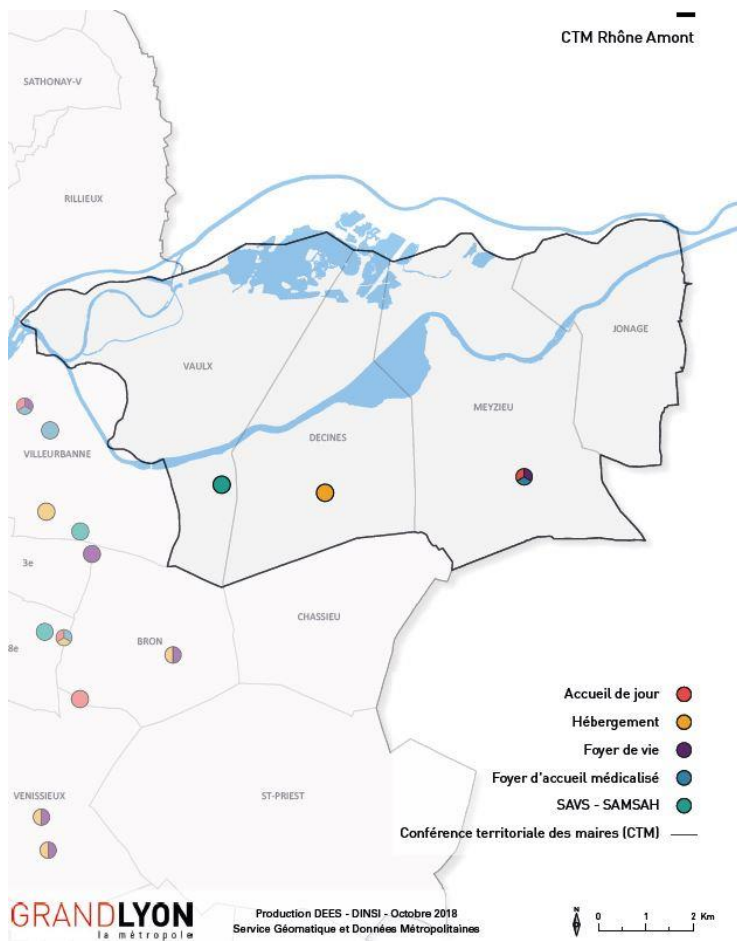 CTM Rhône Amont
SATHONAY-V
RILLIEUX
JONAGE
VAULX
MEYZIEU
DECINES
VILLEURBANNE
3e
CHASSIEU
BRON
8e
Accueil de jour
Hébergement
Foyer de vie
Foyer d'accueil médicalisé
SAVS - SAMSAH
Conférence territoriale des maires (CTM)
VENISSIEUX
ST-PRIEST
GRANDLYON
la métropole
Production DEES - DINSI - Octobre 2018
Service Géomatique et Données Métropolitaines
N
0 1 2 Km